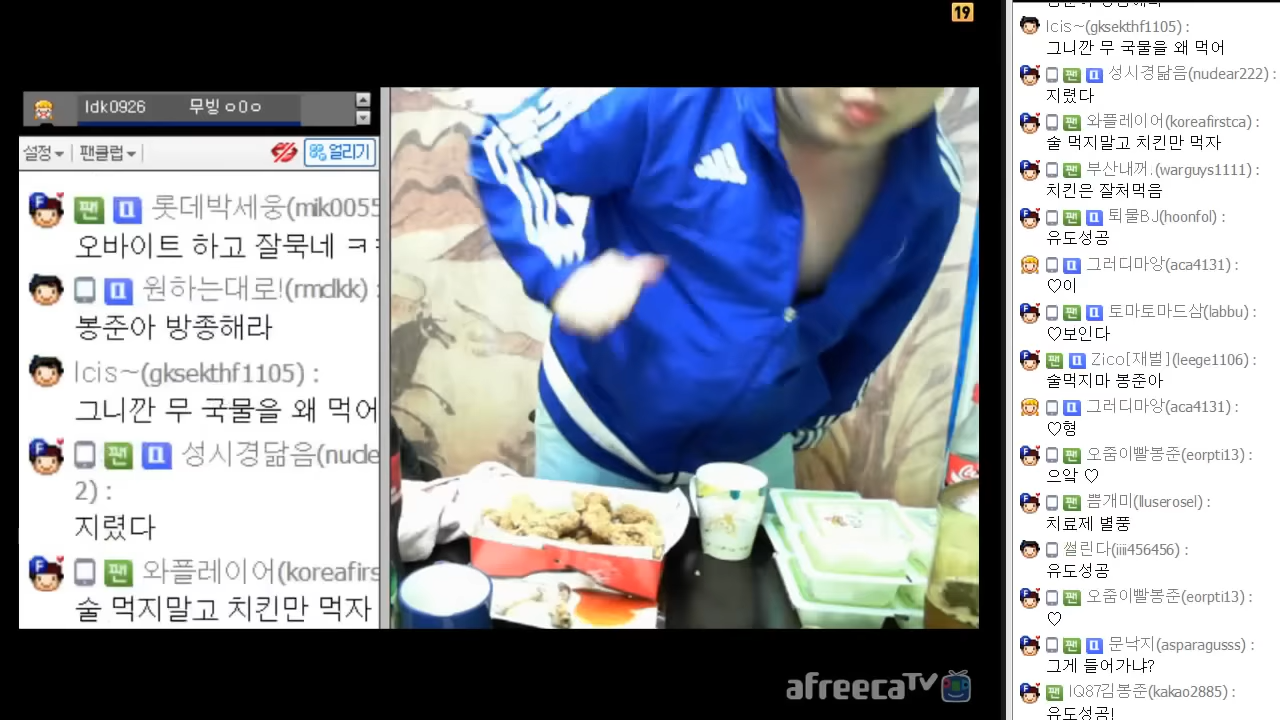 19
ldk0926 무빙ㅇ0ㅇ
설정 팬클럽 얼리기
팬 롯데박세웅(mik0055
오바이트 하고 잘묵네 ㅋ
원하는대로!(rmdkk) :
봉준아 방종해라
lcis~(gksekthf1105) :
그니깐 무 국물을 왜 먹어
팬 성시경닮음(nude
2) :
지렸다
팬 와플레이어(koreafirs
술 먹지말고 치킨만 먹자
afreecaTV
lcis~(gksekthf1105) :
그니깐 무 국물을 왜 먹어
팬 성시경닮음(nudear222) :
지렸다
팬 와플레이어(koreafirstca) :
술 먹지말고 치킨만 먹자
팬 부산내꺼.(warguys1111) :
치킨은 잘처먹음
팬 퇴물BJ(hoonfol) :
유도성공
그러디마앙(aca4131) :
♡이
팬 토마토마드삼(labbu) :
♡보인다
팬 Zico[재벌](leege1106) :
술먹지마 봉준아
그러디마앙(aca4131) :
♡형
팬 오줌이빨봉준(eorpti13) :
으앜 ♡
팬 쁨개미(lluserosel) :
치료제 별풍
썰린다(iiii456456) :
유도성공
팬 오줌이빨봉준(eorpti13) :
♡
팬 문낙지(asparagusss) :
그게 들어가냐?
팬 IQ87김봉준(kakao2885) :
유도성공!